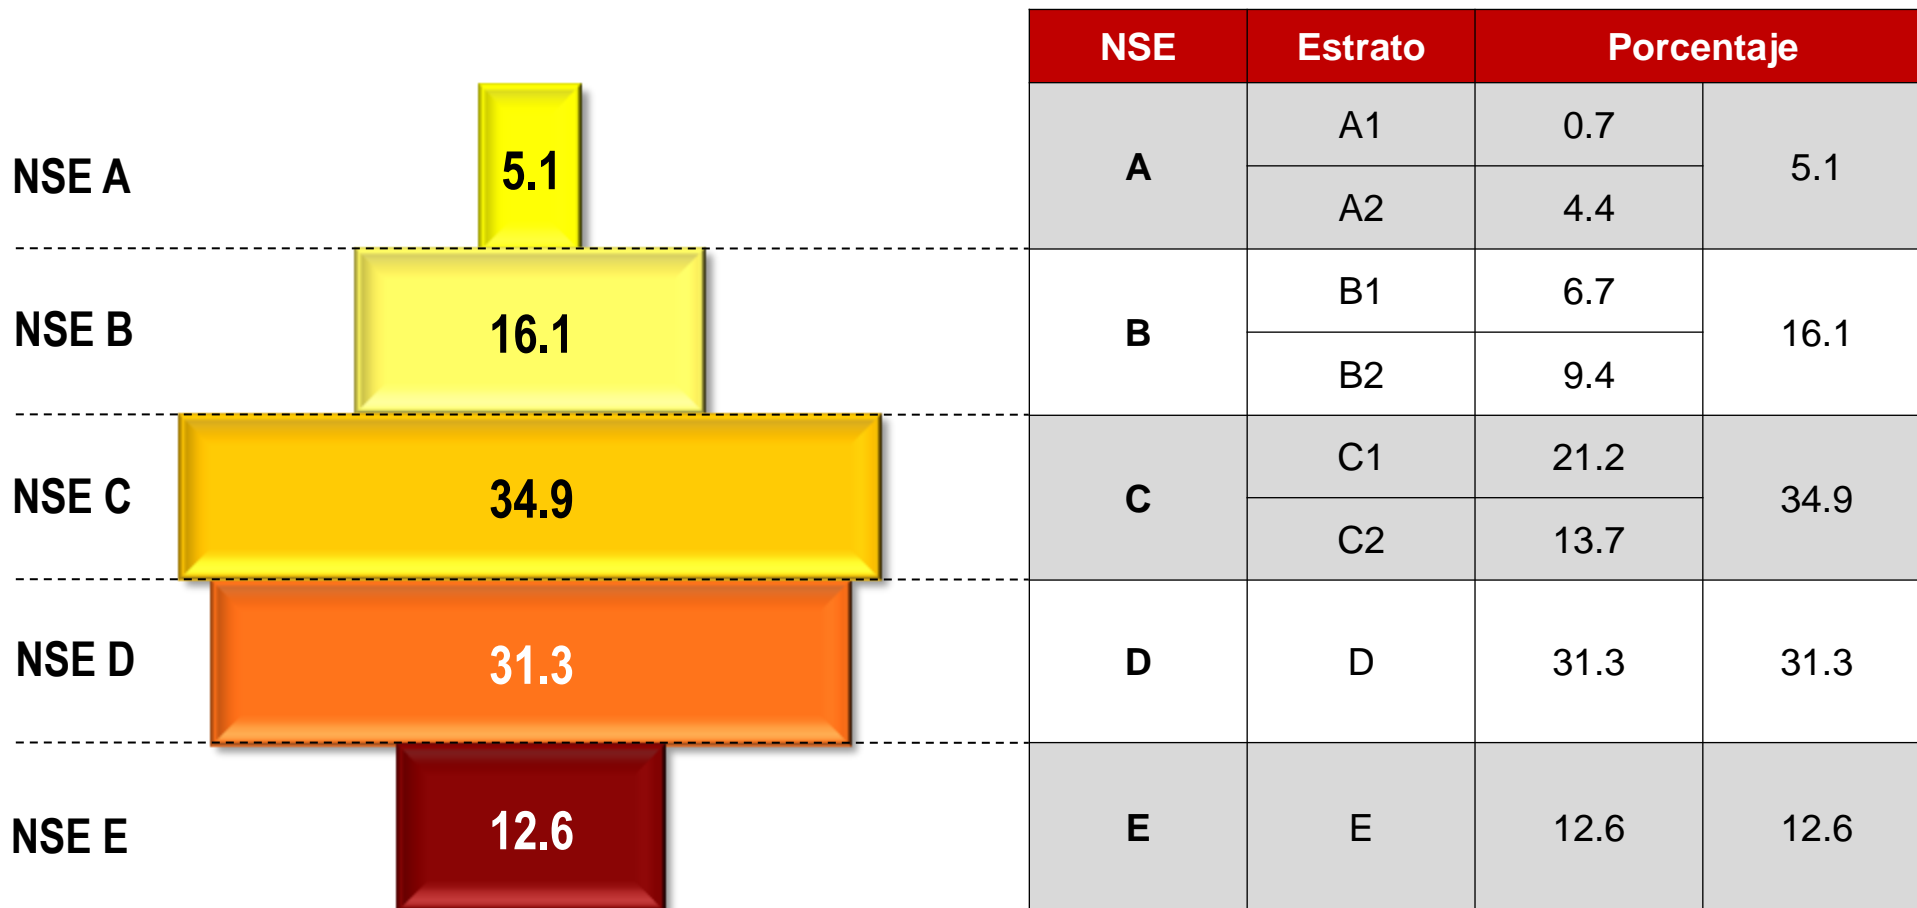 NSE A
5.1
NSE B
16.1
NSE C
34.9
NSE D
31.3
NSE E
12.6
NSE Estrato Porcentaje
A A1 0.7 5.1
A2 4.4
B B1 6.7 16.1
B2 9.4
C C1 21.2 34.9
C2 13.7
D D 31.3 31.3
E E 12.6 12.6